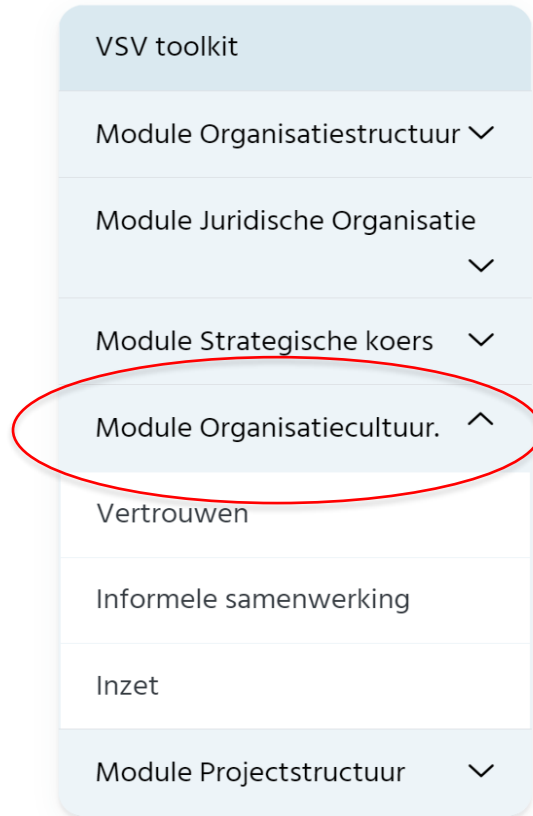 VSV toolkit
Module Organisatiestructuur
Module Juridische Organisatie
Module Strategische koers
Module Organisatiecultuur.
Vertrouwen
Informele samenwerking
Inzet
Module Projectstructuur